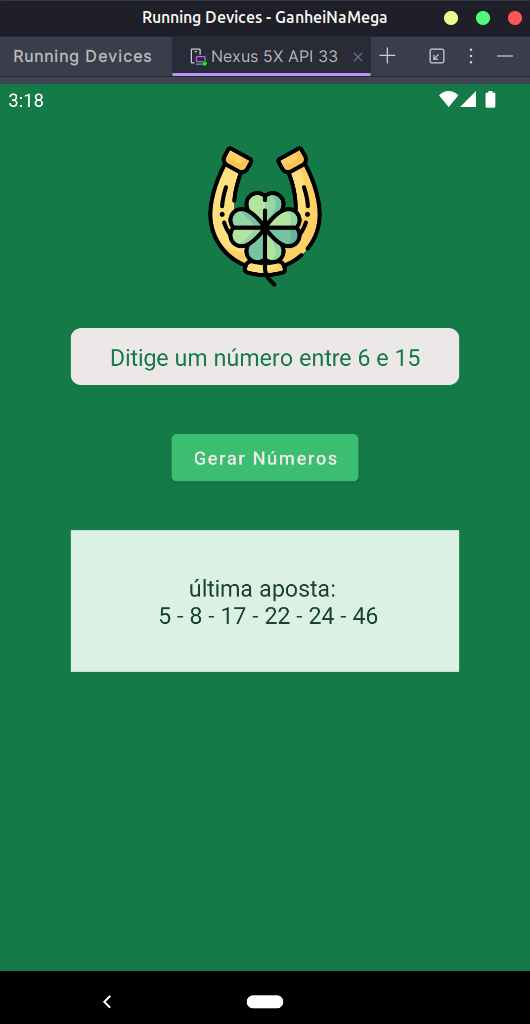 Running Devices - GanheiNaMega
Running Devices
Nexus 5X API 33
3:18
Ditige um número entre 6 e 15
Gerar Números
última aposta:
5 - 8 - 17 - 22 - 24 - 46